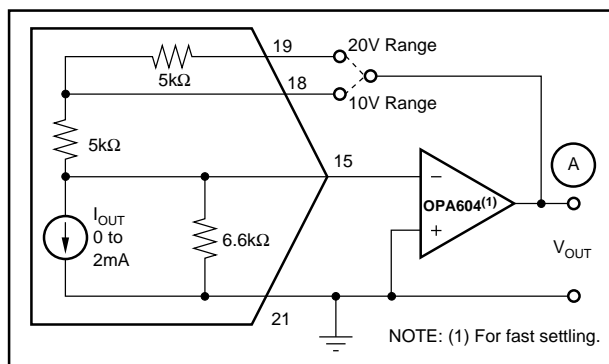 19
20V Range
5kΩ
18
10V Range
5kΩ
15
A
−
OPA604(1)
+
IOUT
0 to
2mA
6.6kΩ
VOUT
21
NOTE: (1) For fast settling.